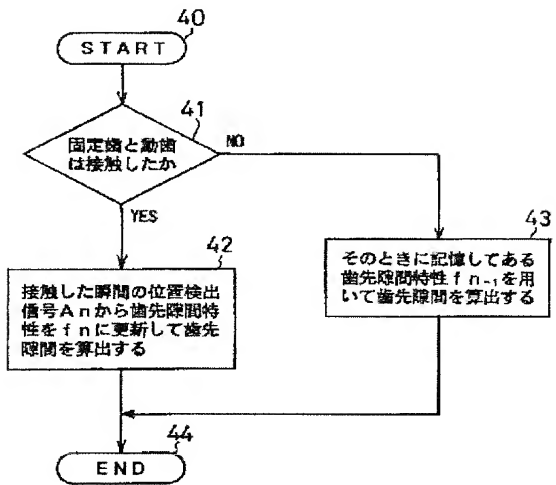 40
START
41
固定歯と動歯
は接触したか
NO
YES
42
接触した瞬間の位置検出
信号Anから歯先隙間特
性をfnに更新して歯先
隙間を算出する
43
そのときに記憶してある
歯先隙間特性fn-1を用
いて歯先隙間を算出する
44
END